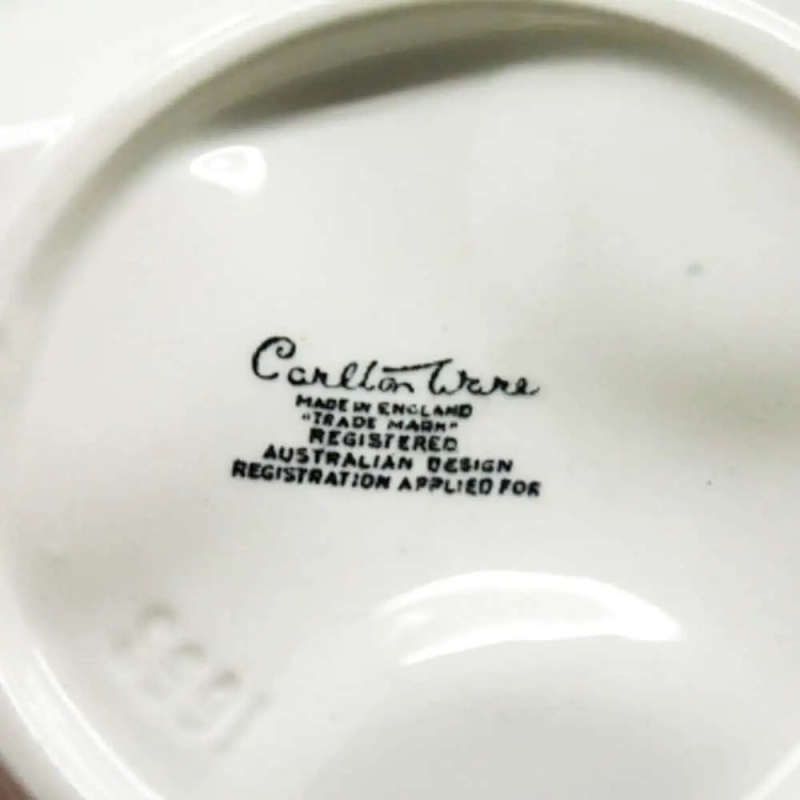 Carlton Ware
MADE IN ENGLAND
"TRADE MARK"
REGISTERED
AUSTRALIAN DESIGN
REGISTRATION APPLIED FOR